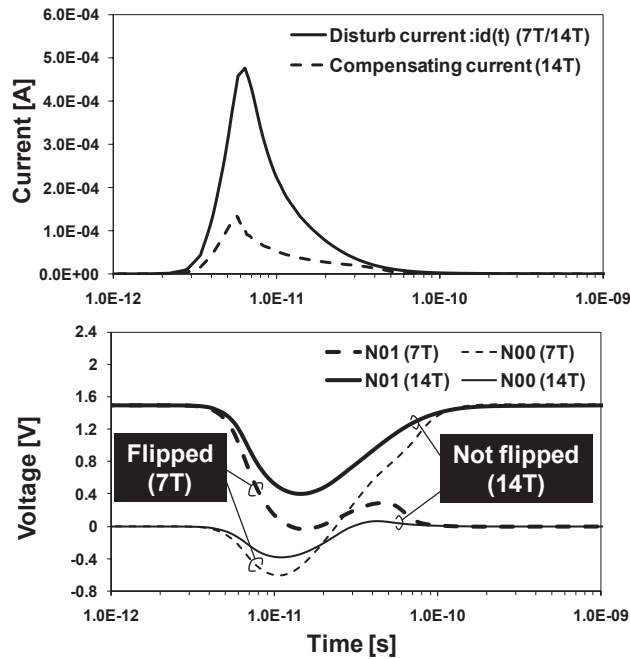 6.0E-04
5.0E-04
4.0E-04
3.0E-04
2.0E-04
1.0E-04
0.0E+00
Current [A]
Disturb current :id(t) (7T/14T)
Compensating current (14T)
1.0E-12 1.0E-11 1.0E-10 1.0E-09
2.4
2
1.6
1.2
0.8
0.4
0
-0.4
-0.8
Voltage [V]
N01 (7T) N00 (7T)
N01 (14T) N00 (14T)
Flipped
(7T)
Not flipped
(14T)
1.0E-12 1.0E-11 1.0E-10 1.0E-09
Time [s]